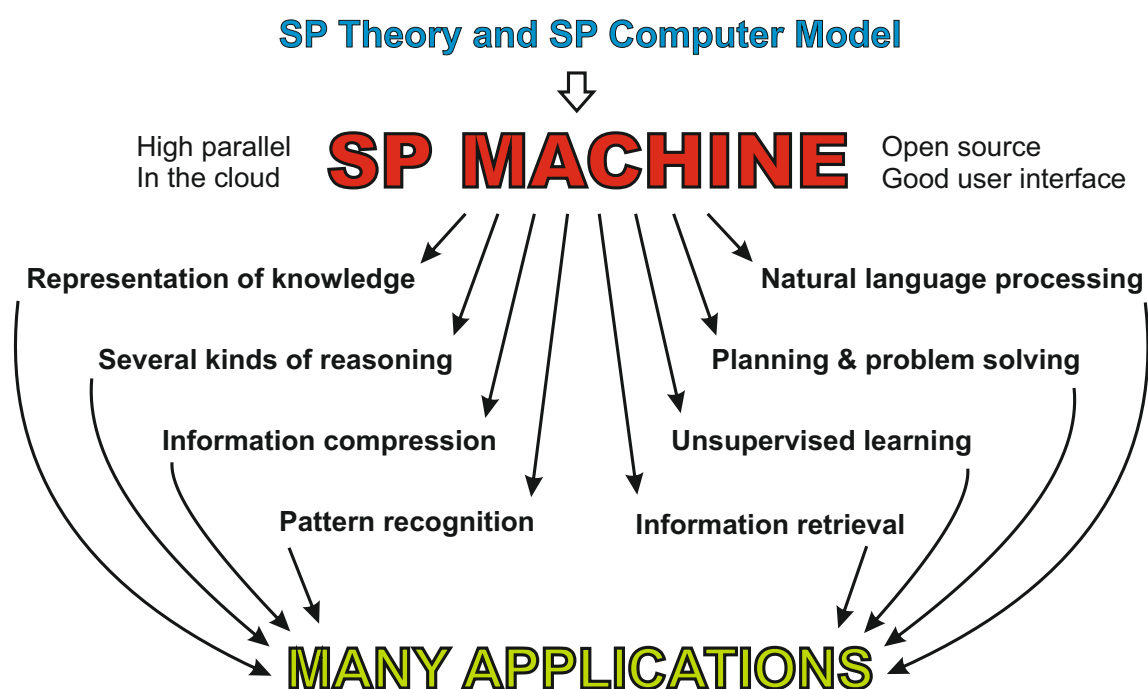 SP Theory and SP Computer Model
High parallel
In the cloud
SP MACHINE
Open source
Good user interface
Representation of knowledge
Natural language processing
Several kinds of reasoning
Planning & problem solving
Information compression
Unsupervised learning
Pattern recognition
Information retrieval
MANY APPLICATIONS